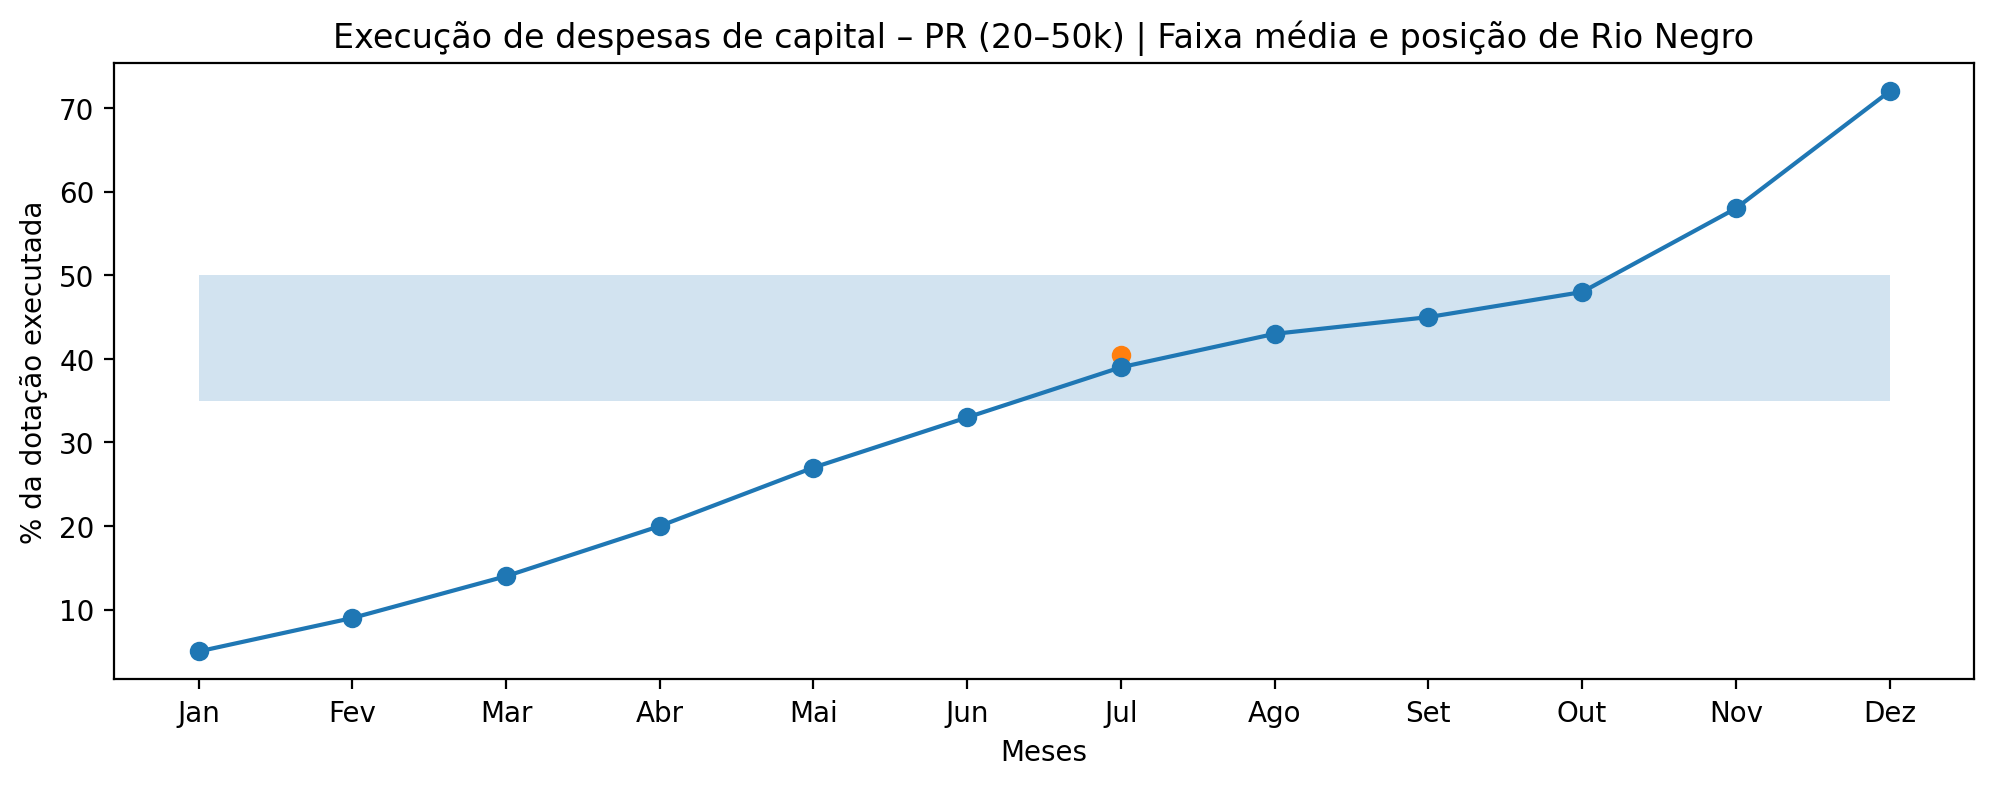 Execução de despesas de capital – PR (20–50k) | Faixa média e posição de Rio Negro
% da dotação executada
70
60
50
40
30
20
10
Jan Fev Mar Abr Mai Jun Jul Ago Set Out Nov Dez
Meses